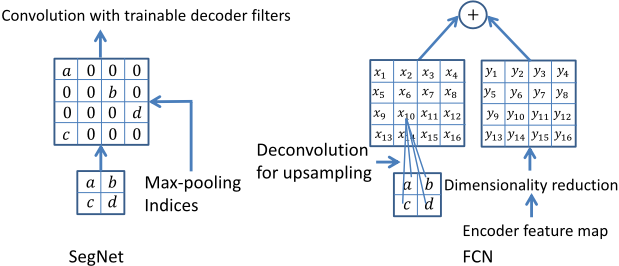 Convolution with trainable decoder filters
a 0 0 0
0 0 b 0
0 0 0 d
c 0 0 0
a b
c d
Max-pooling
Indices
SegNet
+
x₁ x₂ x₃ x₄
x₅ x₆ x₇ x₈
x₉ x₁₀ x₁₁ x₁₂
x₁₃ x₁₄ x₁₅ x₁₆
y₁ y₂ y₃ y₄
y₅ y₆ y₇ y₈
y₉ y₁₀ y₁₁ y₁₂
y₁₃ y₁₄ y₁₅ y₁₆
Deconvolution
for upsampling
a b
c d
Dimensionality reduction
Encoder feature map
FCN